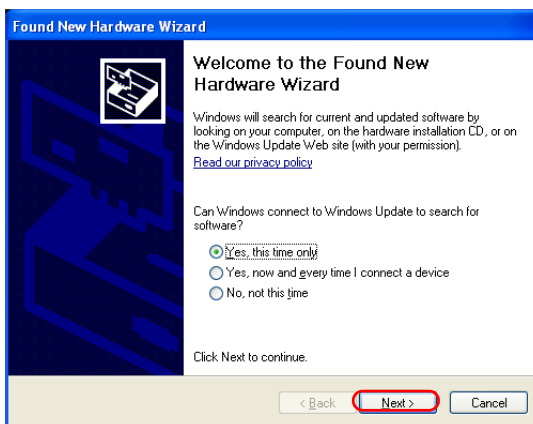 Found New Hardware Wizard
Welcome to the Found New
Hardware Wizard
Windows will search for current and updated software by
looking on your computer, on the hardware installation CD, or on
the Windows Update Web site (with your permission).
Read our privacy policy
Can Windows connect to Windows Update to search for
software?
Yes, this time only
Yes, now and every time I connect a device
No, not this time
Click Next to continue.
< Back Next > Cancel